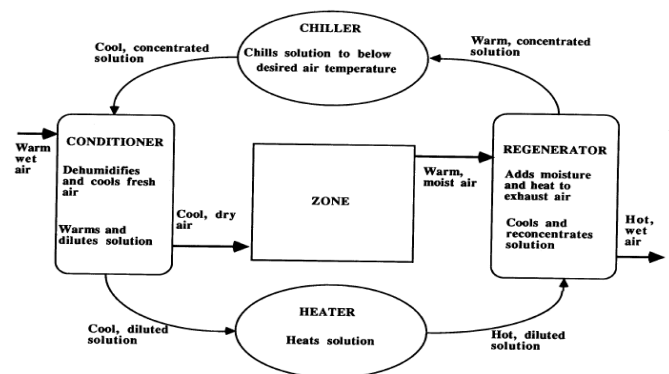 CHILLER
Chills solution to below
desired air temperature
Cool, concentrated
solution
Warm, concentrated
solution
Warm
wet
air
CONDITIONER
Dehumidifies
and cools fresh
air
Warms and
dilutes solution
Cool, dry
air
ZONE
Warm,
moist air
REGENERATOR
Adds moisture
and heat to
exhaust air
Cools and
reconcentrates
solution
Hot,
wet
air
Cool, diluted
solution
HEATER
Heats solution
Hot, diluted
solution